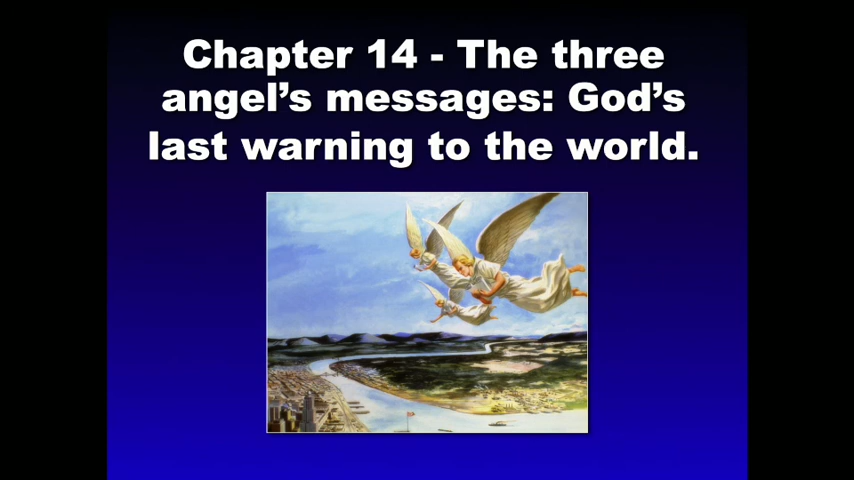 Chapter 14 - The three
angel’s messages: God’s
last warning to the world.